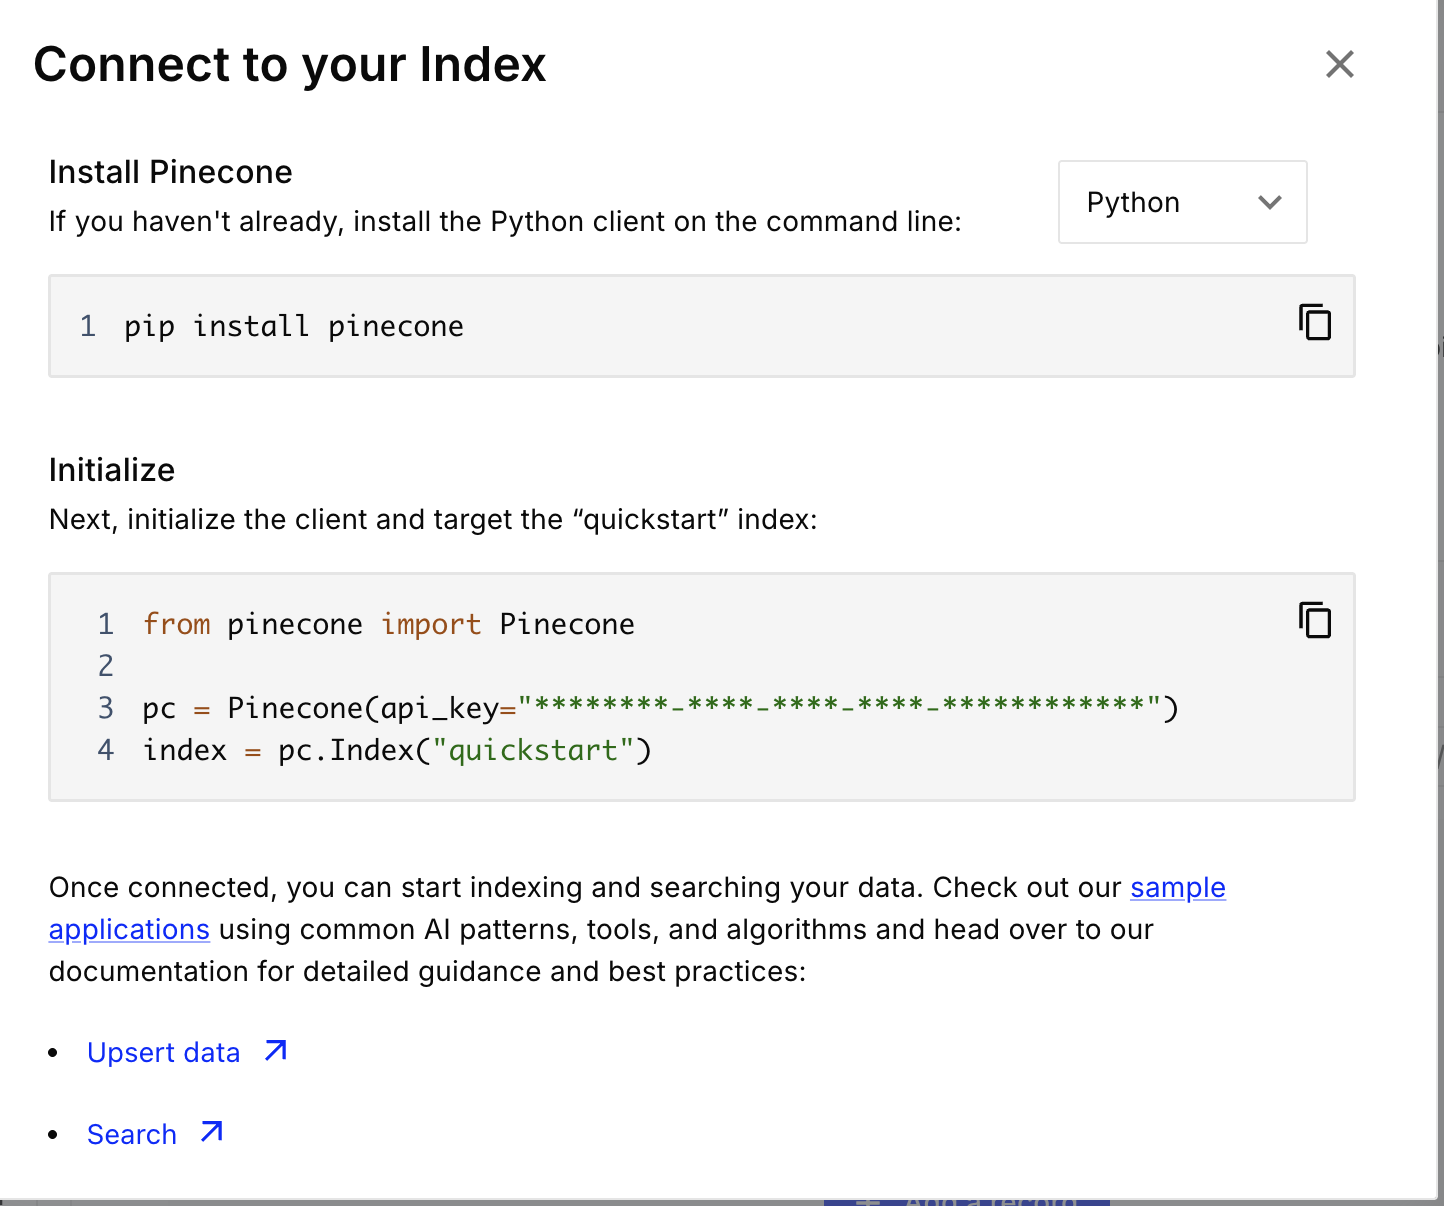 Connect to your Index
Install Pinecone
If you haven't already, install the Python client on the command line:
Python
1 pip install pinecone
Initialize
Next, initialize the client and target the “quickstart” index:
1 from pinecone import Pinecone
2
3 pc = Pinecone(api_key="********-****-****-****-************")
4 index = pc.Index("quickstart")
Once connected, you can start indexing and searching your data. Check out our sample
applications using common AI patterns, tools, and algorithms and head over to our
documentation for detailed guidance and best practices:
• Upsert data
• Search